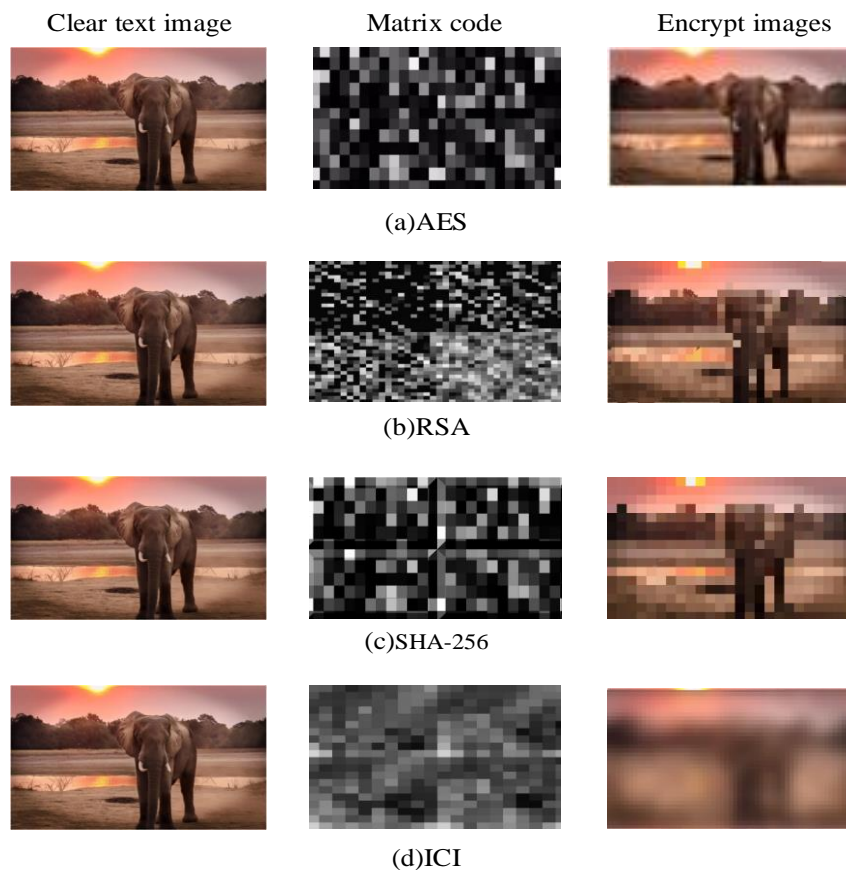 Clear text image Matrix code Encrypt images
(a)AES
(b)RSA
(c)SHA-256
(d)ICI